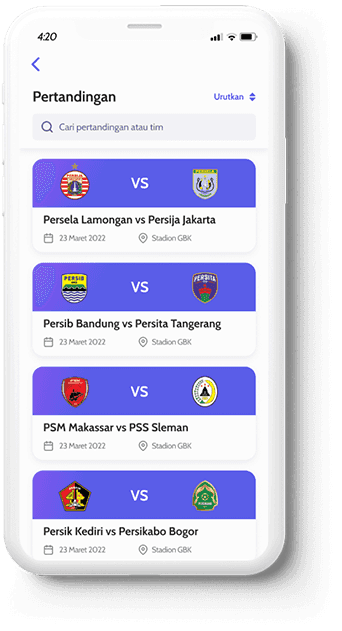 4:20
Pertandingan
Urutkan
Cari pertandingan atau tim
VS
Persela Lamongan vs Persija Jakarta
23 Maret 2022 Stadion GBK
PERSIB VS PERSITA
Persib Bandung vs Persita Tangerang
23 Maret 2022 Stadion GBK
PSM VS
PSM Makassar vs PSS Sleman
23 Maret 2022 Stadion GBK
VS
Persik Kediri vs Persikabo Bogor
23 Maret 2022 Stadion GBK